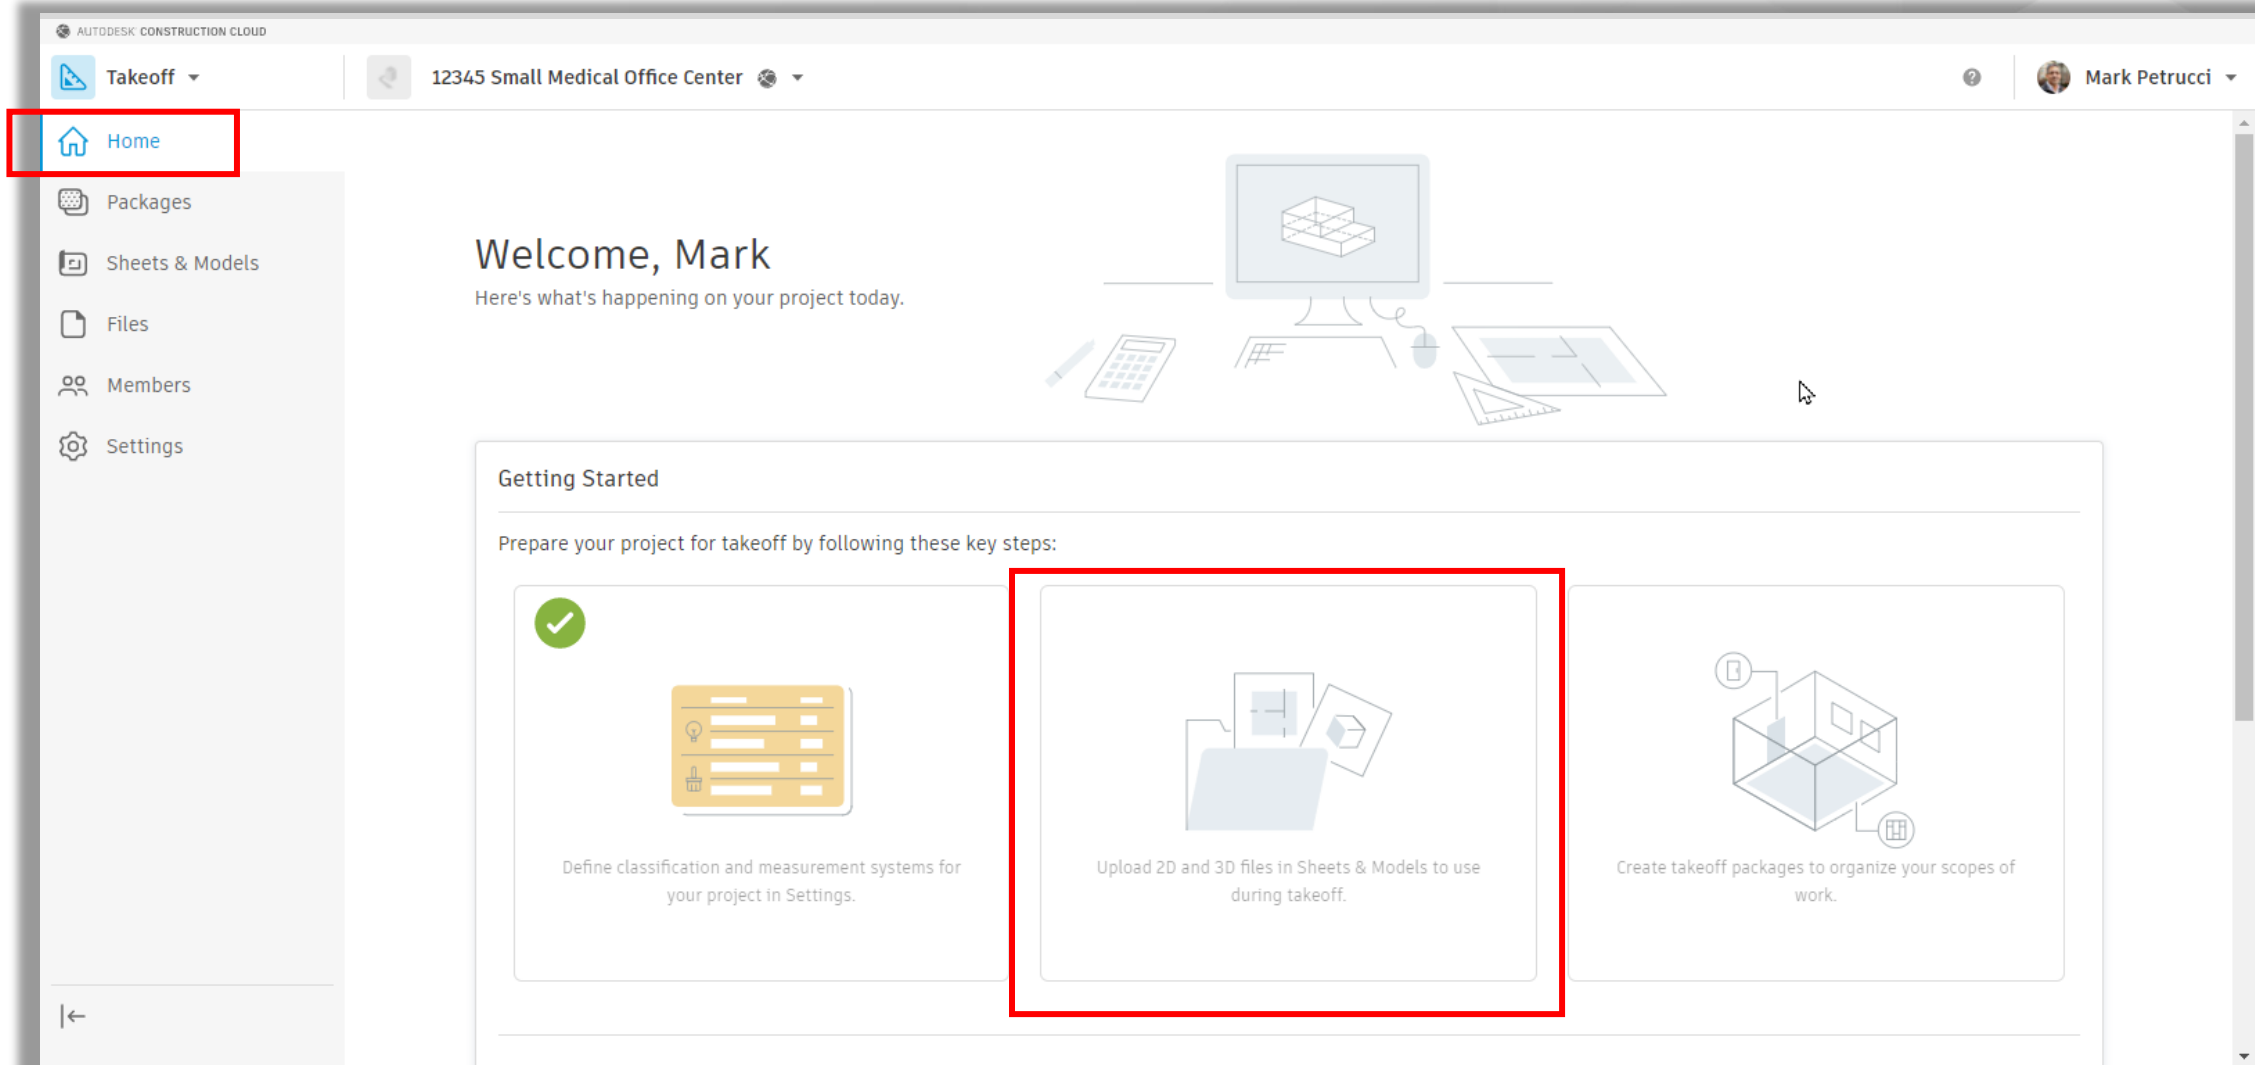 AUTODESK CONSTRUCTION CLOUD
Takeoff
12345 Small Medical Office Center
Mark Petrucci
Home
Packages
Sheets & Models
Files
Members
Settings
Welcome, Mark
Here's what's happening on your project today.
Getting Started
Prepare your project for takeoff by following these key steps:
Define classification and measurement systems for
your project in Settings.
Upload 2D and 3D files in Sheets & Models to use
during takeoff.
Create takeoff packages to organize your scopes of
work.